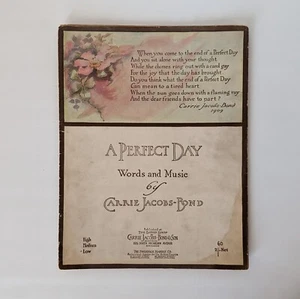 When you come to the end of a Perfect Day
And you sit alone with your thought
While the chimes ring out with a carol gay
For the joy that the day has brought
Do you think what the end of a Perfect Day
Can mean to a tired heart
When the sun goes down with a flaming ray
And the dear friends have to part?
Carrie Jacobs-Bond
A PERFECT DAY
Words and Music
by
CARRIE JACOBS-BOND
CARRIE JACOBS-BOND & SON
High
Medium
Low